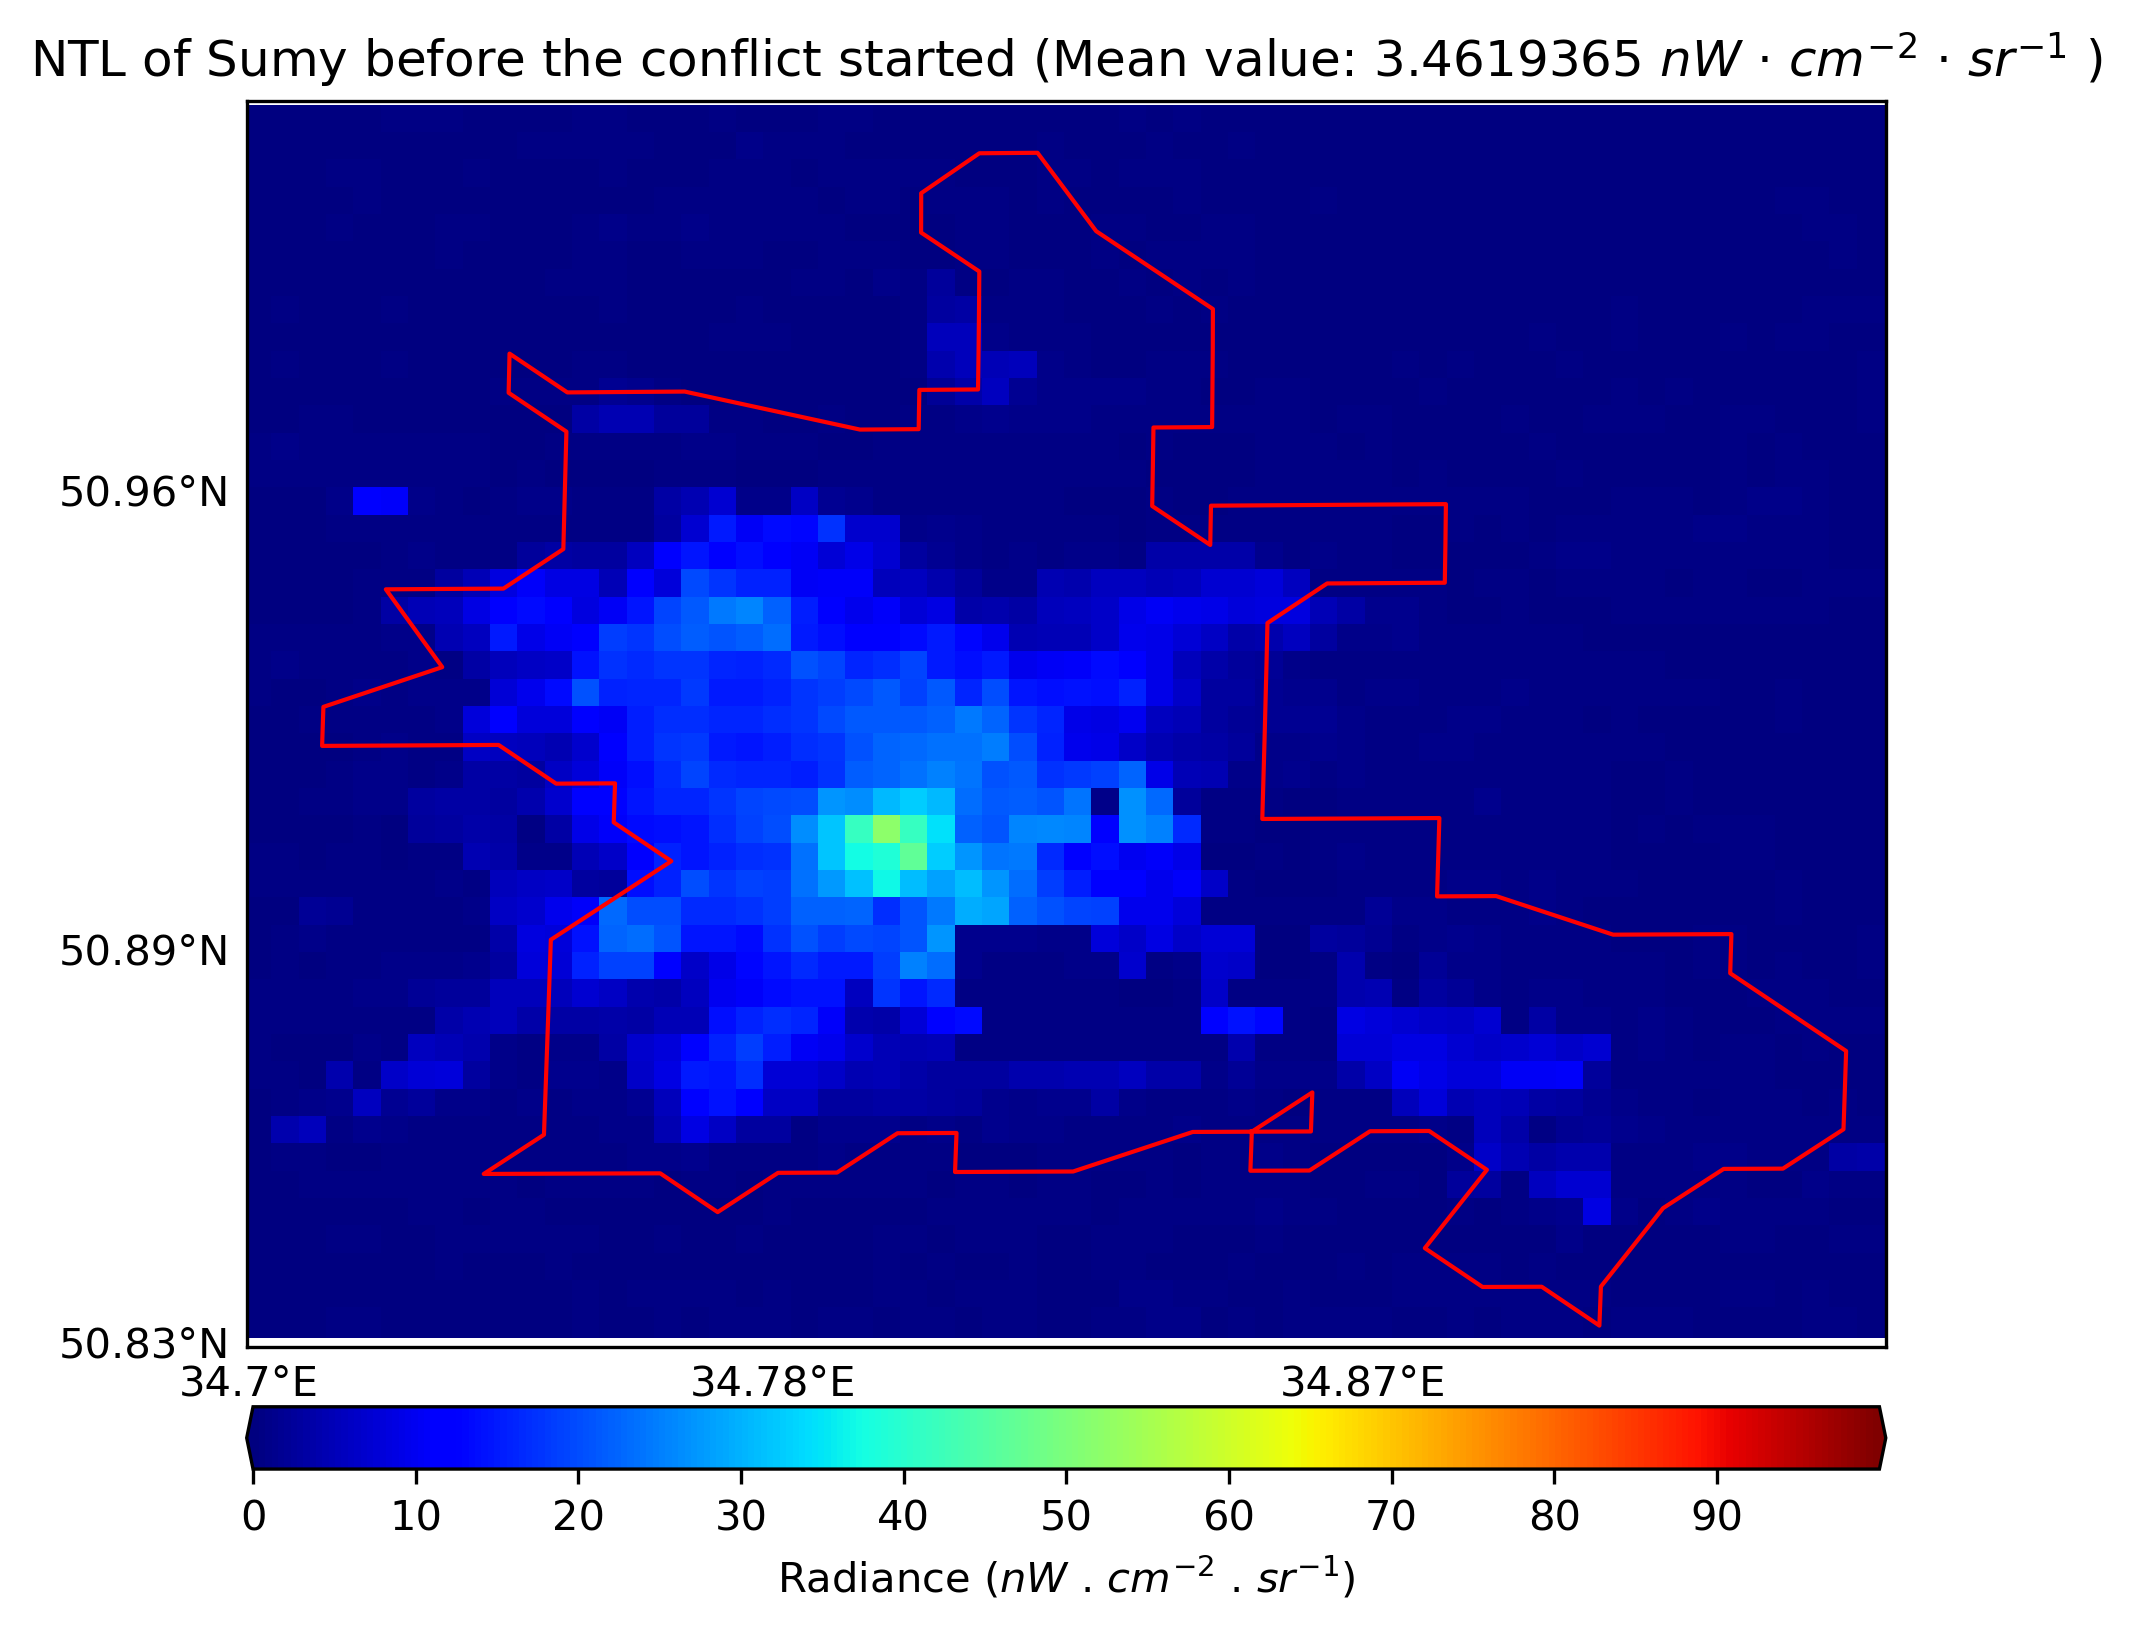 NTL of Sumy before the conflict started (Mean value: 3.4619365 nW · cm⁻² · sr⁻¹ )
50.96°N
50.89°N
50.83°N
34.7°E 34.78°E 34.87°E
0 10 20 30 40 50 60 70 80 90
Radiance (nW . cm⁻² . sr⁻¹)